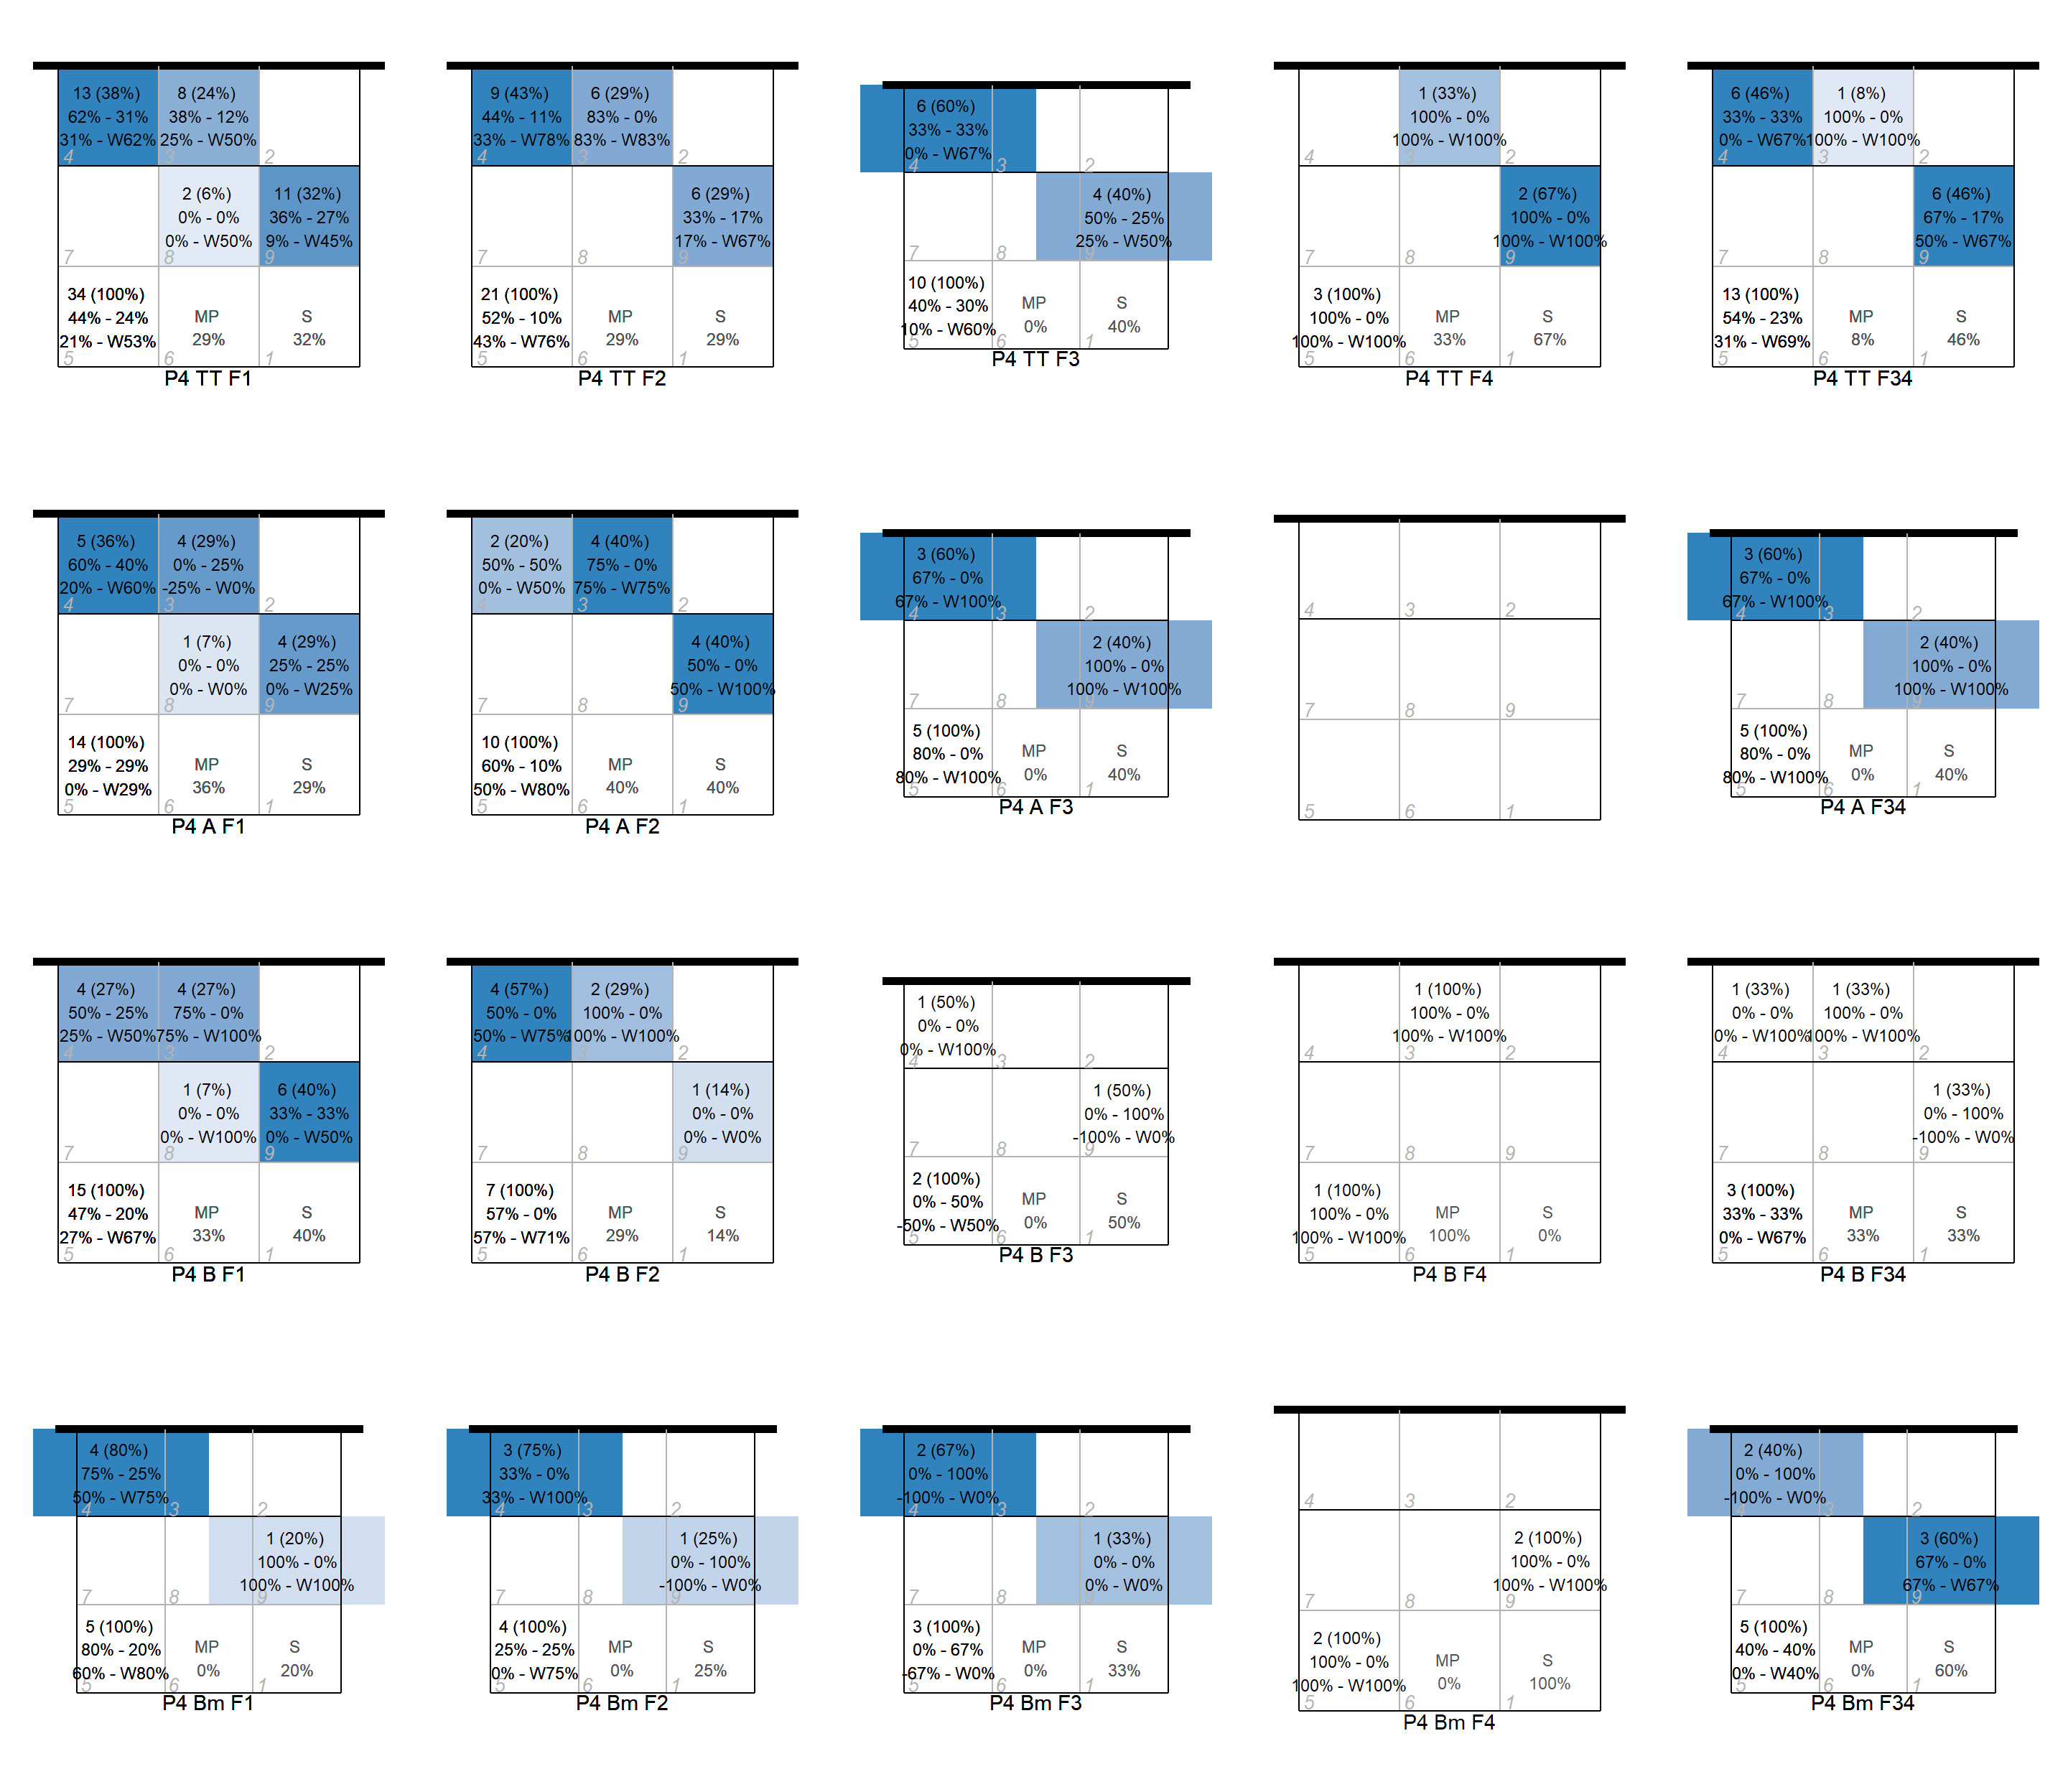 13 (38%) 8 (24%)
62% - 31% 38% - 12%
31% - W62% 25% - W50%
4 3 2
2 (6%) 11 (32%)
0% - 0% 36% - 27%
0% - W50% 9% - W45%
7 8 9
34 (100%)
44% - 24% MP S
21% - W53% 29% 32%
5 6 1
P4 TT F1
9 (43%) 6 (29%)
44% - 11% 83% - 0%
33% - W78% 83% - W83%
4 3 2
6 (29%)
33% - 17%
17% - W67%
7 8 9
21 (100%)
52% - 10% MP S
43% - W76% 29% 29%
5 6 1
P4 TT F2
6 (60%)
33% - 33%
0% - W67%
4 3 2
4 (40%)
50% - 25%
25% - W50%
7 8 9
10 (100%)
40% - 30% MP S
10% - W60% 0% 40%
5 6 1
P4 TT F3
1 (33%)
100% - 0%
100% - W100%
4 3 2
2 (67%)
100% - 0%
100% - W100%
7 8 9
3 (100%)
100% - 0% MP S
100% - W100% 33% 67%
5 6 1
P4 TT F4
6 (46%) 1 (8%)
33% - 33% 100% - 0%
0% - W67% 100% - W100%
4 3 2
6 (46%)
67% - 17%
50% - W67%
7 8 9
13 (100%)
54% - 23% MP S
31% - W69% 8% 46%
5 6 1
P4 TT F34
5 (36%) 4 (29%)
60% - 40% 0% - 25%
20% - W60% -25% - W0%
4 3 2
1 (7%) 4 (29%)
0% - 0% 25% - 25%
0% - W0% 0% - W25%
7 8 9
14 (100%)
29% - 29% MP S
0% - W29% 36% 29%
5 6 1
P4 A F1
2 (20%) 4 (40%)
50% - 50% 75% - 0%
0% - W50% 75% - W75%
4 3 2
4 (40%)
50% - 0%
50% - W100%
7 8 9
10 (100%)
60% - 10% MP S
50% - W80% 40% 40%
5 6 1
P4 A F2
3 (60%)
67% - 0%
67% - W100%
4 3 2
2 (40%)
100% - 0%
100% - W100%
7 8 9
5 (100%)
80% - 0% MP S
80% - W100% 0% 40%
5 6 1
P4 A F3
4 3 2
7 8 9
5 6 1
3 (60%)
67% - 0%
67% - W100%
4 3 2
2 (40%)
100% - 0%
100% - W100%
7 8 9
5 (100%)
80% - 0% MP S
80% - W100% 0% 40%
5 6 1
P4 A F34
4 (27%) 4 (27%)
50% - 25% 75% - 0%
25% - W50% 75% - W100%
4 3 2
1 (7%) 6 (40%)
0% - 0% 33% - 33%
0% - W100% 0% - W50%
7 8 9
15 (100%)
47% - 20% MP S
27% - W67% 33% 40%
5 6 1
P4 B F1
4 (57%) 2 (29%)
50% - 0% 100% - 0%
50% - W75% 100% - W100%
4 3 2
1 (14%)
0% - 0%
0% - W0%
7 8 9
7 (100%)
57% - 0% MP S
57% - W71% 29% 14%
5 6 1
P4 B F2
1 (50%)
0% - 0%
0% - W100%
4 3 2
1 (50%)
0% - 100%
-100% - W0%
7 8 9
2 (100%)
0% - 50% MP S
-50% - W50% 0% 50%
5 6 1
P4 B F3
1 (100%)
100% - 0%
100% - W100%
4 3 2
7 8 9
1 (100%)
100% - 0% MP S
100% - W100% 100% 0%
5 6 1
P4 B F4
1 (33%) 1 (33%)
0% - 0% 100% - 0%
0% - W100% 100% - W100%
4 3 2
1 (33%)
0% - 100%
-100% - W0%
7 8 9
3 (100%)
33% - 33% MP S
0% - W67% 33% 33%
5 6 1
P4 B F34
4 (80%)
75% - 25%
50% - W75%
4 3 2
1 (20%)
100% - 0%
100% - W100%
7 8 9
5 (100%)
80% - 20% MP S
60% - W80% 0% 20%
5 6 1
P4 Bm F1
3 (75%)
33% - 0%
33% - W100%
4 3 2
1 (25%)
0% - 100%
-100% - W0%
7 8 9
4 (100%)
25% - 25% MP S
0% - W75% 0% 25%
5 6 1
P4 Bm F2
2 (67%)
0% - 100%
-100% - W0%
4 3 2
1 (33%)
0% - 0%
0% - W0%
7 8 9
3 (100%)
0% - 67% MP S
-67% - W0% 0% 33%
5 6 1
P4 Bm F3
4 3 2
2 (100%)
100% - 0%
100% - W100%
7 8 9
2 (100%)
100% - 0% MP S
100% - W100% 0% 100%
5 6 1
P4 Bm F4
2 (40%)
0% - 100%
-100% - W0%
4 3 2
3 (60%)
67% - 0%
67% - W67%
7 8 9
5 (100%)
40% - 40% MP S
0% - W40% 0% 60%
5 6 1
P4 Bm F34